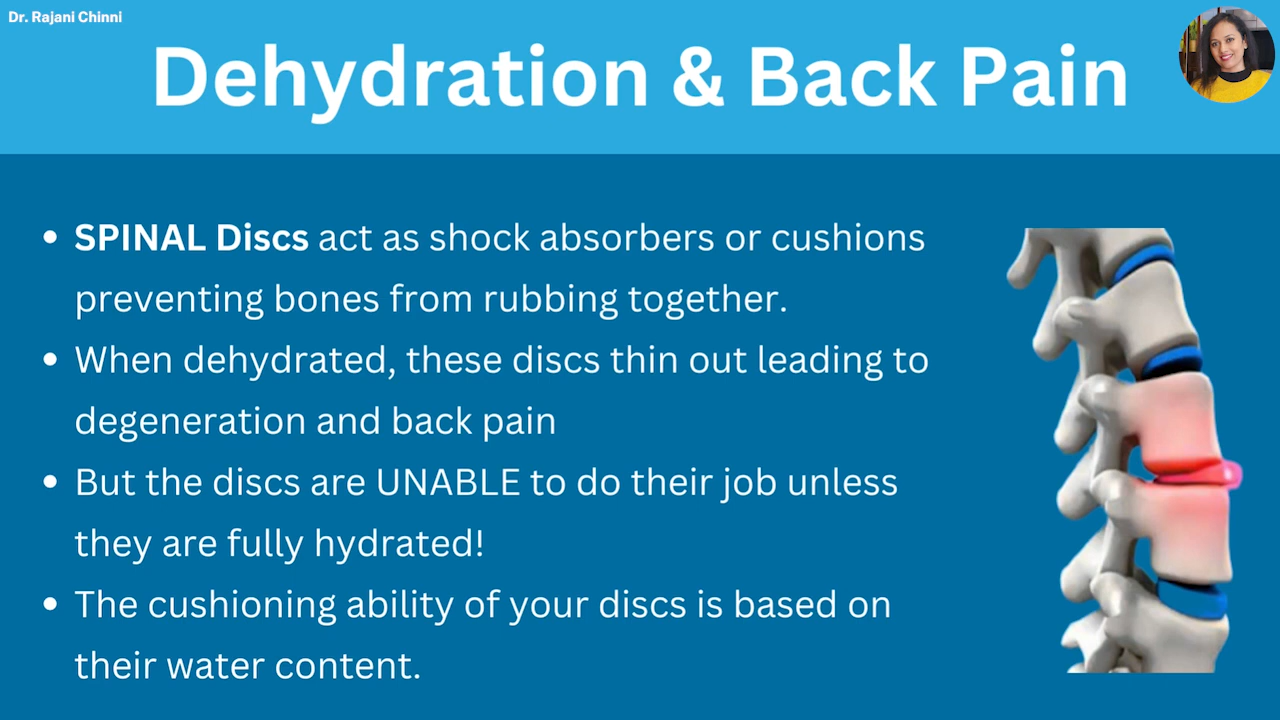 Dr. Rajani Chinni
Dehydration & Back Pain
• SPINAL Discs act as shock absorbers or cushions
preventing bones from rubbing together.
• When dehydrated, these discs thin out leading to
degeneration and back pain
• But the discs are UNABLE to do their job unless
they are fully hydrated!
• The cushioning ability of your discs is based on
their water content.